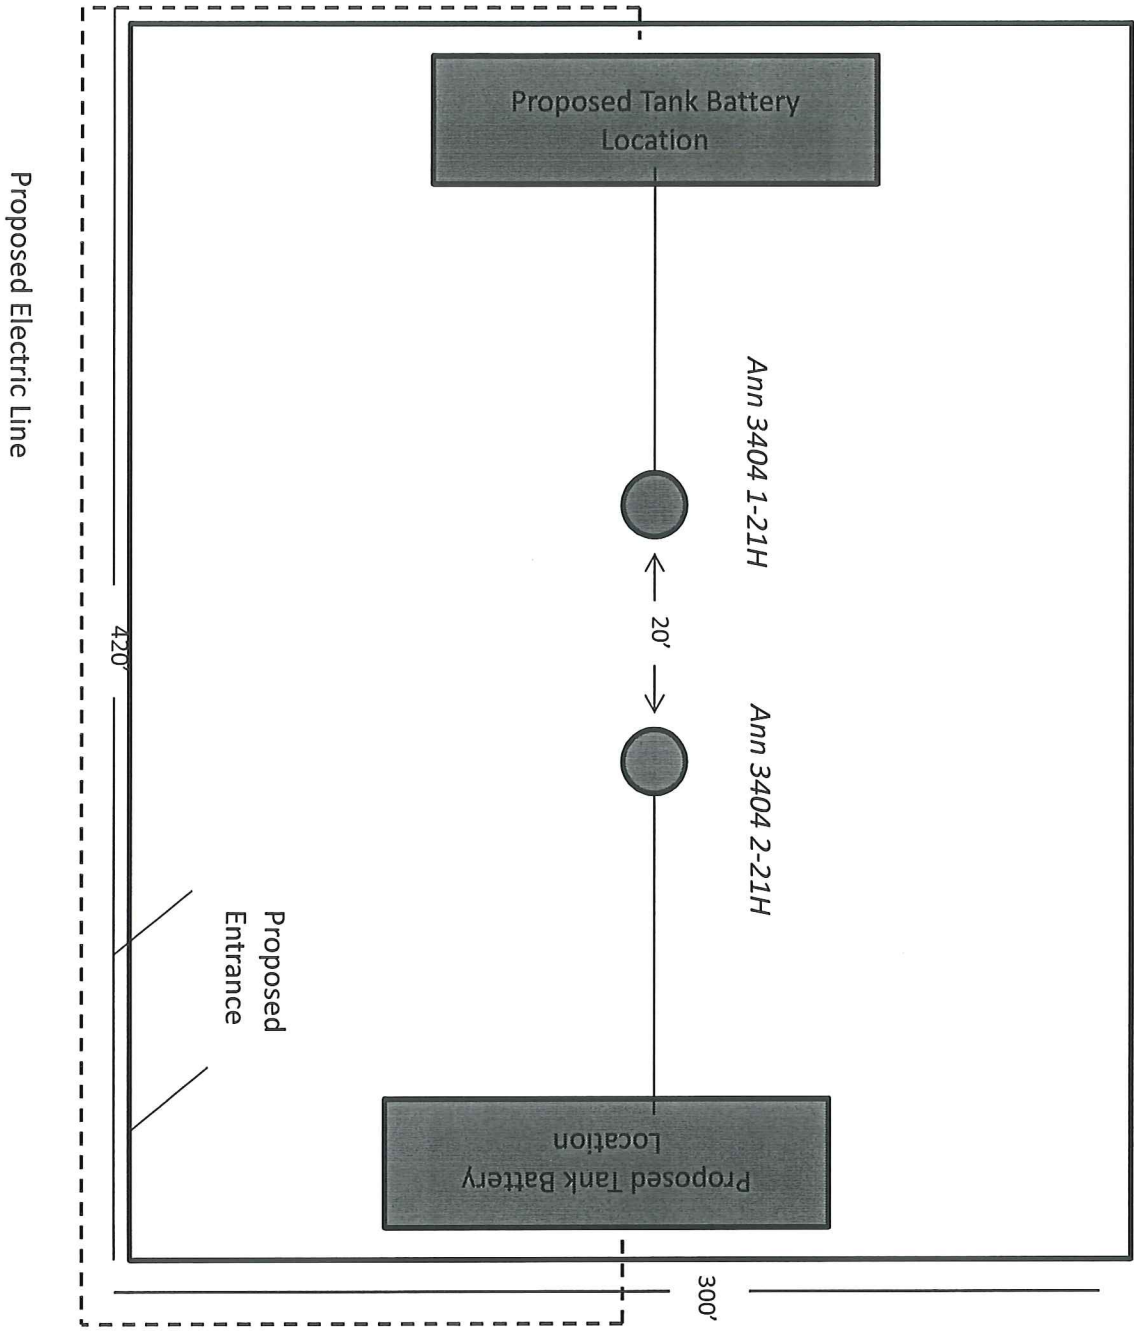 Proposed Tank Battery
Location
Ann 3404 1-21H
20’
Ann 3404 2-21H
Proposed
Entrance
Proposed Tank Battery
Location
Proposed Electric Line
420’
300’